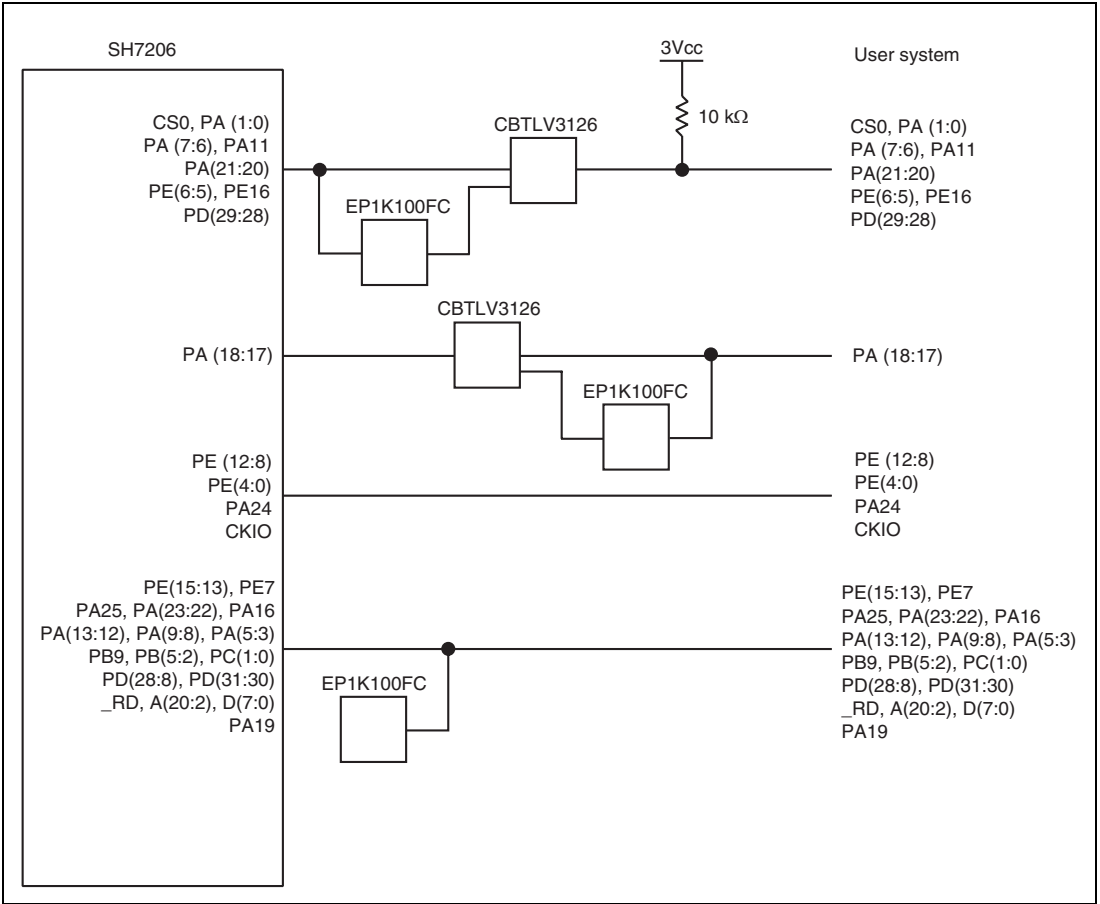 SH7206
3Vcc
User system
10 kΩ
CBTLV3126
CS0, PA (1:0)
PA (7:6), PA11
PA(21:20)
PE(6:5), PE16
PD(29:28)
CS0, PA (1:0)
PA (7:6), PA11
PA(21:20)
PE(6:5), PE16
PD(29:28)
EP1K100FC
CBTLV3126
PA (18:17)
PA (18:17)
EP1K100FC
PE (12:8)
PE(4:0)
PA24
CKIO
PE (12:8)
PE(4:0)
PA24
CKIO
PE(15:13), PE7
PA25, PA(23:22), PA16
PA(13:12), PA(9:8), PA(5:3)
PB9, PB(5:2), PC(1:0)
PD(28:8), PD(31:30)
_RD, A(20:2), D(7:0)
PA19
EP1K100FC
PE(15:13), PE7
PA25, PA(23:22), PA16
PA(13:12), PA(9:8), PA(5:3)
PB9, PB(5:2), PC(1:0)
PD(28:8), PD(31:30)
_RD, A(20:2), D(7:0)
PA19